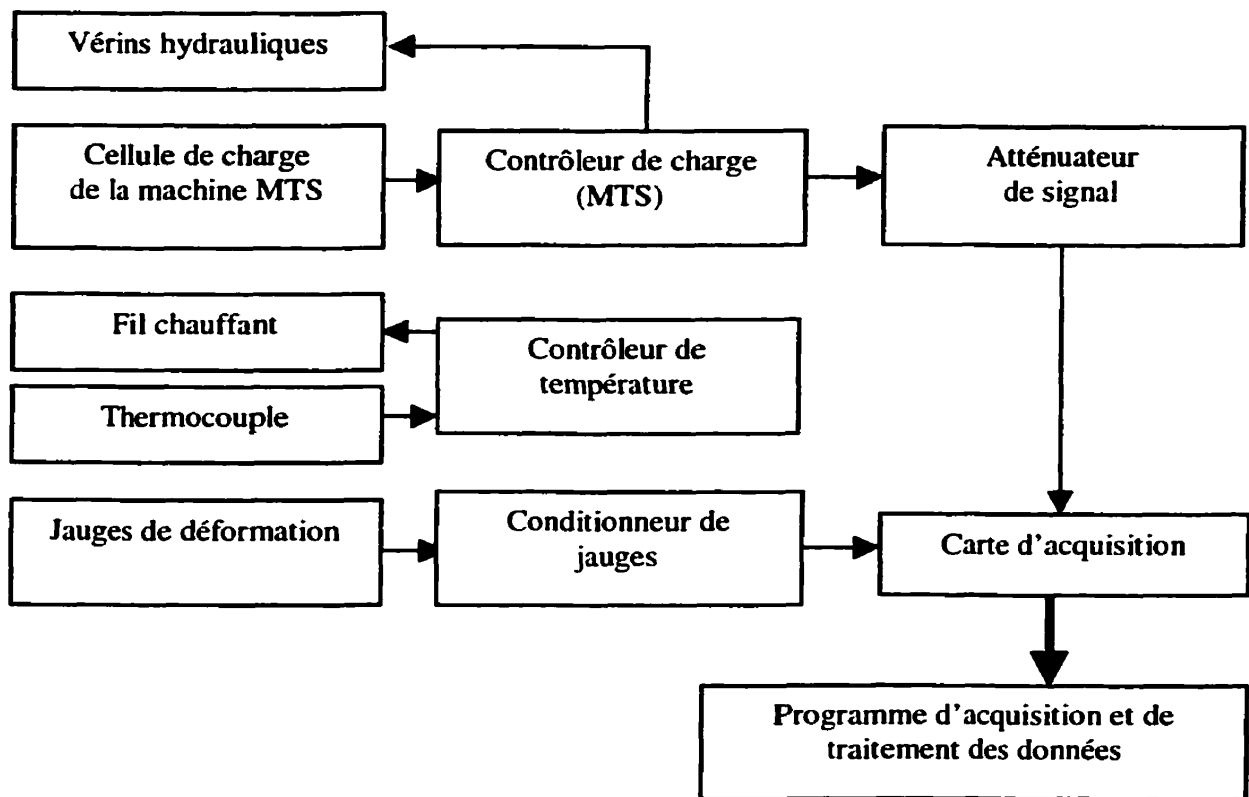 Vérins hydrauliques
Cellule de charge
de la machine MTS
Contrôleur de charge
(MTS)
Atténuateur
de signal
Fil chauffant
Contrôleur de
température
Thermocouple
Jauges de déformation
Conditionneur de
jauges
Carte d'acquisition
Programme d'acquisition et de
traitement des données